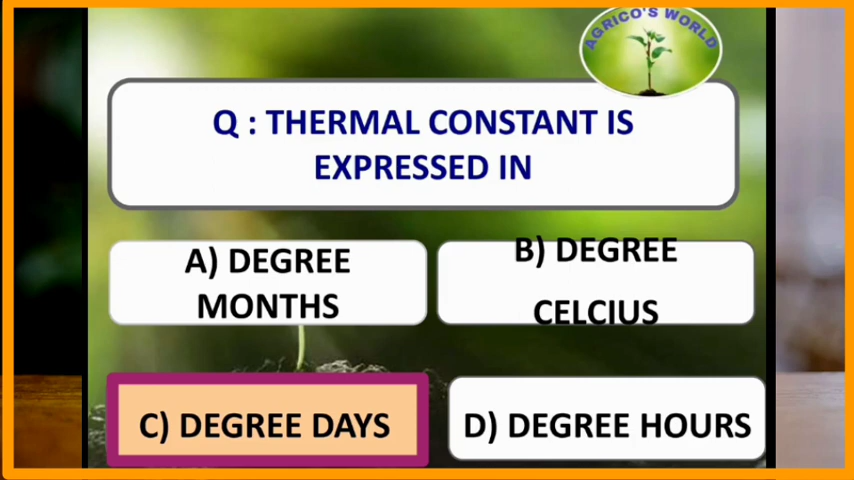 AGRICO'S WORLD
Q : THERMAL CONSTANT IS
EXPRESSED IN
A) DEGREE
MONTHS
B) DEGREE
CELCIUS
C) DEGREE DAYS
D) DEGREE HOURS